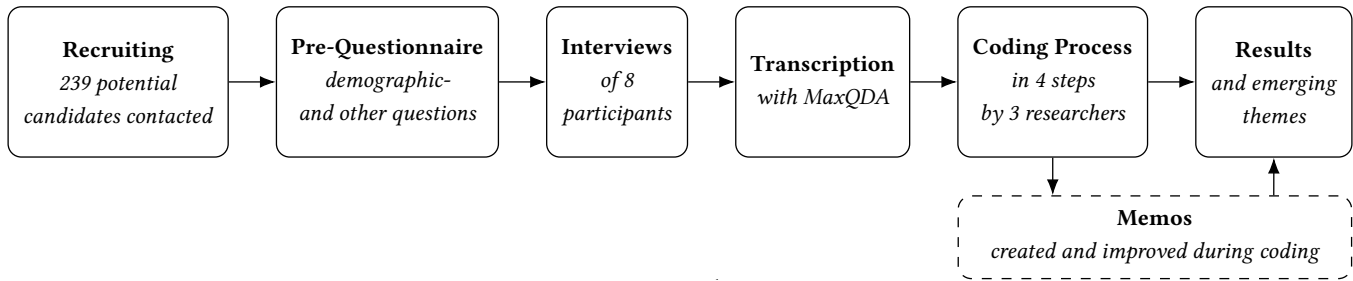 Recruiting
239 potential
candidates contacted
Pre-Questionnaire
demographic-
and other questions
Interviews
of 8
participants
Transcription
with MaxQDA
Coding Process
in 4 steps
by 3 researchers
Results
and emerging
themes
Memos
created and improved during coding